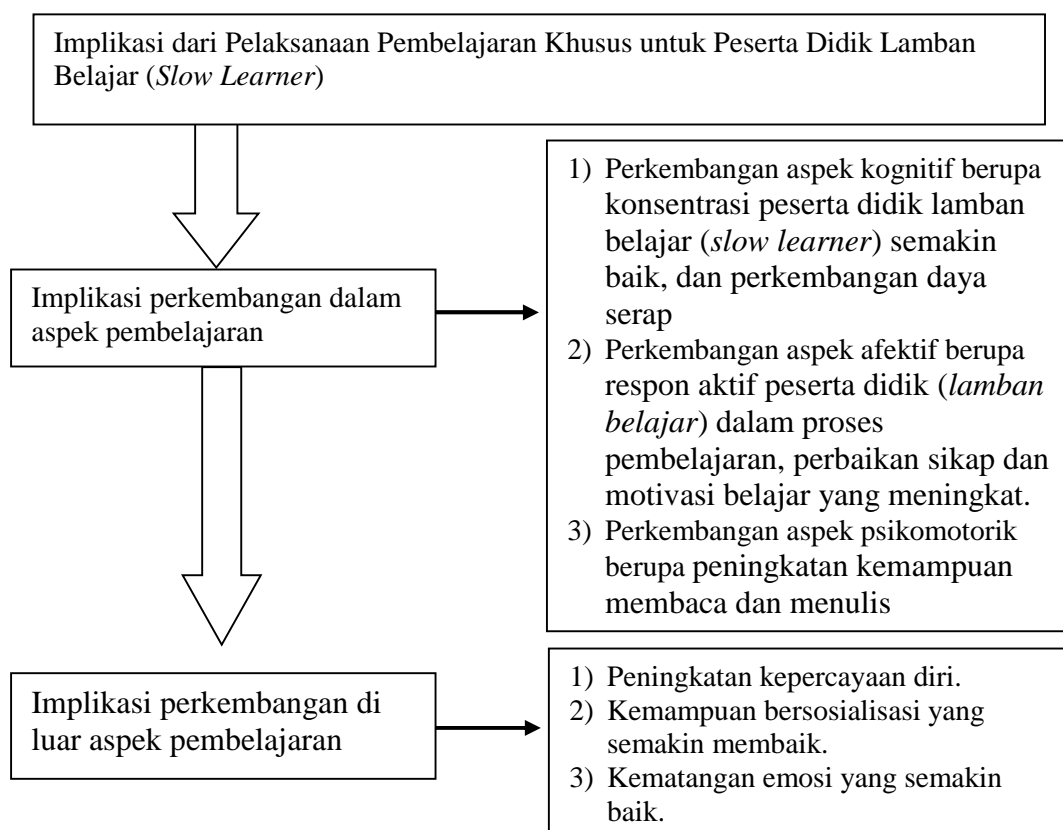 Implikasi dari Pelaksanaan Pembelajaran Khusus untuk Peserta Didik Lamban
Belajar (Slow Learner)
Implikasi perkembangan dalam
aspek pembelajaran
1) Perkembangan aspek kognitif berupa
konsentrasi peserta didik lamban
belajar (slow learner) semakin
baik, dan perkembangan daya
serap
2) Perkembangan aspek afektif berupa
respon aktif peserta didik (lamban
belajar) dalam proses
pembelajaran, perbaikan sikap dan
motivasi belajar yang meningkat.
3) Perkembangan aspek psikomotorik
berupa peningkatan kemampuan
membaca dan menulis
Implikasi perkembangan di
luar aspek pembelajaran
1) Peningkatan kepercayaan diri.
2) Kemampuan bersosialisasi yang
semakin membaik.
3) Kematangan emosi yang semakin
baik.